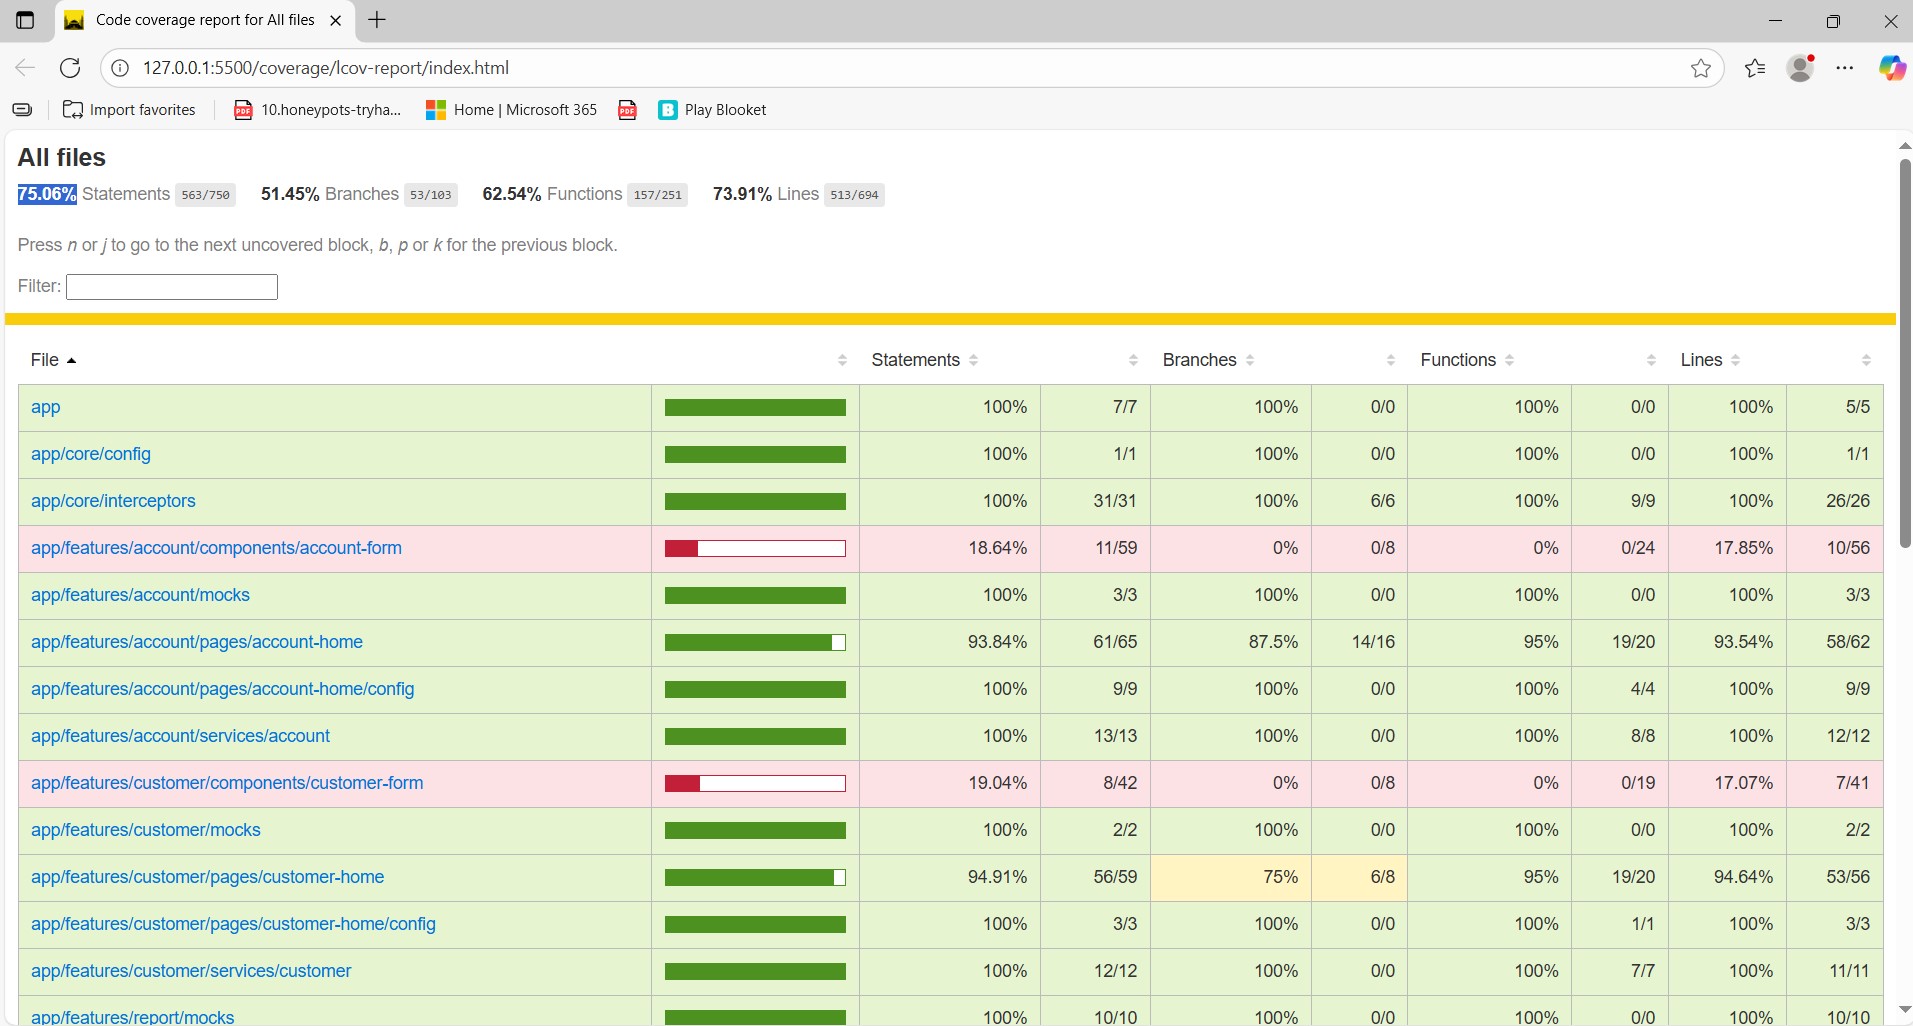 Code coverage report for All files
127.0.0.1:5500/coverage/lcov-report/index.html
Import favorites 10.honeypots-tryha... Home | Microsoft 365 Play Blooket
All files
75.06% Statements 563/750 51.45% Branches 53/103 62.54% Functions 157/251 73.91% Lines 513/694
Press n or j to go to the next uncovered block, b, p or k for the previous block.
Filter:
File Statements Branches Functions Lines
app 100% 7/7 100% 0/0 100% 0/0 100% 5/5
app/core/config 100% 1/1 100% 0/0 100% 0/0 100% 1/1
app/core/interceptors 100% 31/31 100% 6/6 100% 9/9 100% 26/26
app/features/account/components/account-form 18.64% 11/59 0% 0/8 0% 0/24 17.85% 10/56
app/features/account/mocks 100% 3/3 100% 0/0 100% 0/0 100% 3/3
app/features/account/pages/account-home 93.84% 61/65 87.5% 14/16 95% 19/20 93.54% 58/62
app/features/account/pages/account-home/config 100% 9/9 100% 0/0 100% 4/4 100% 9/9
app/features/account/services/account 100% 13/13 100% 0/0 100% 8/8 100% 12/12
app/features/customer/components/customer-form 19.04% 8/42 0% 0/8 0% 0/19 17.07% 7/41
app/features/customer/mocks 100% 2/2 100% 0/0 100% 0/0 100% 2/2
app/features/customer/pages/customer-home 94.91% 56/59 75% 6/8 95% 19/20 94.64% 53/56
app/features/customer/pages/customer-home/config 100% 3/3 100% 0/0 100% 1/1 100% 3/3
app/features/customer/services/customer 100% 12/12 100% 0/0 100% 7/7 100% 11/11
app/features/report/mocks 100% 10/10 100% 0/0 100% 0/0 100% 10/10